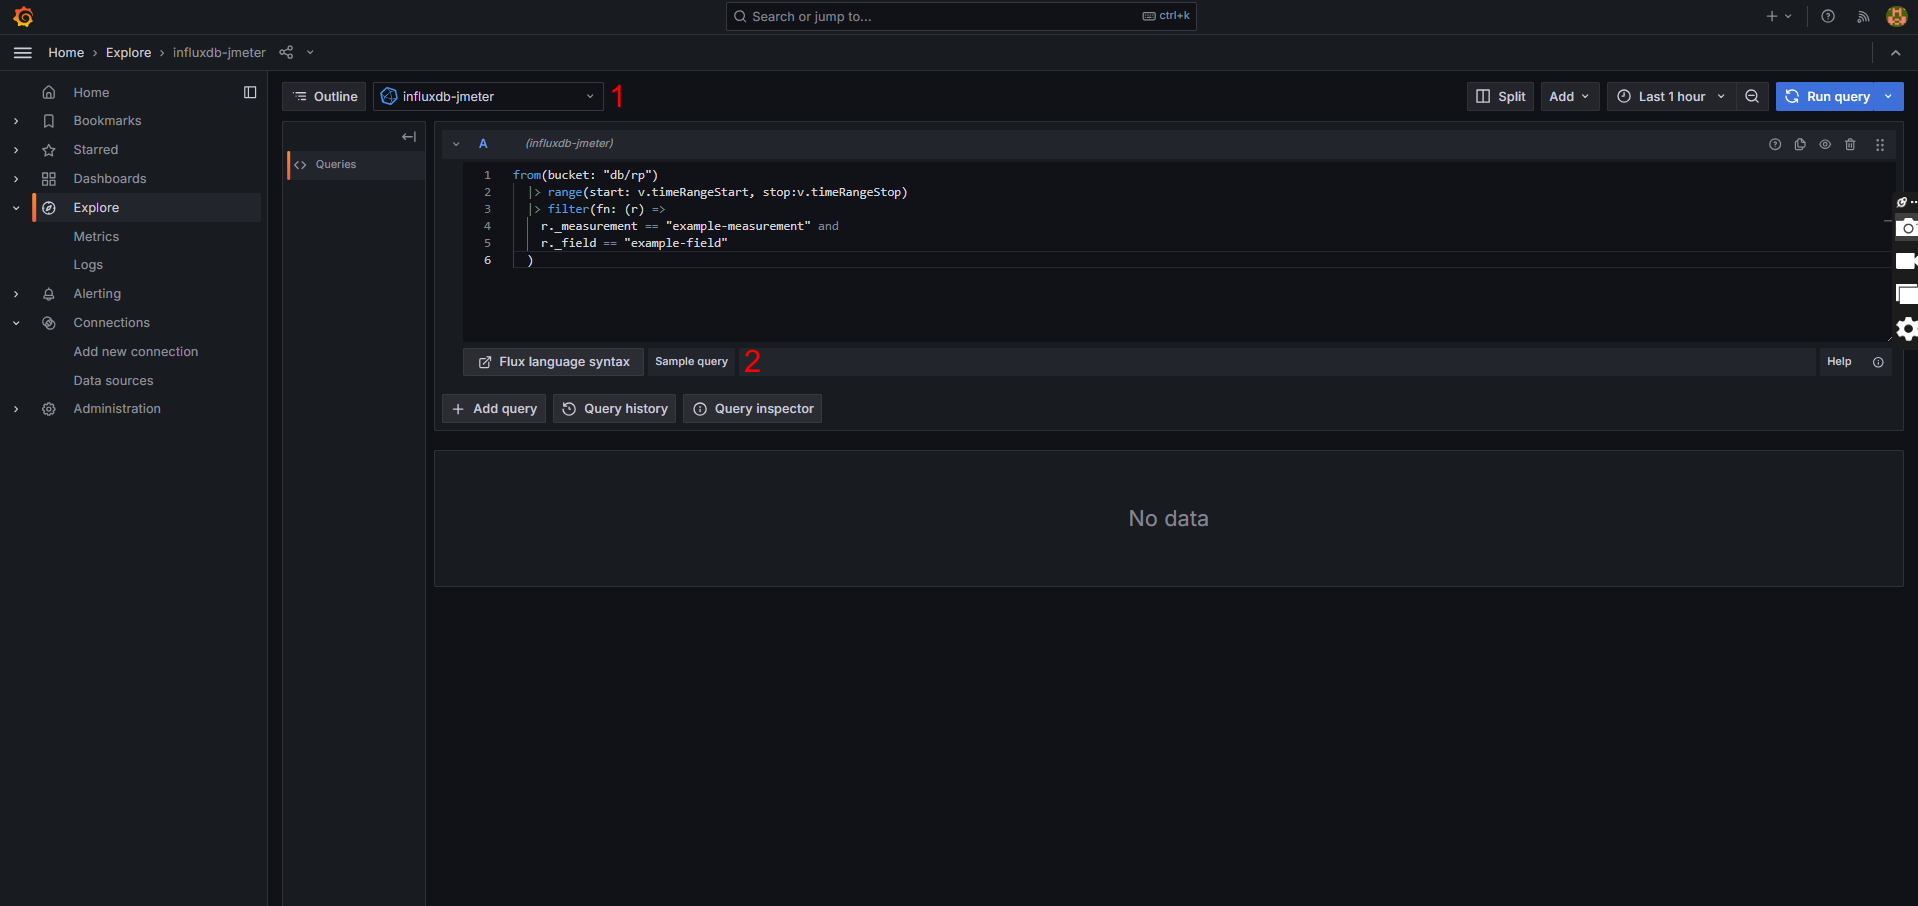 Search or jump to...
ctrl+k
Home › Explore › influxdb-jmeter
Home
Bookmarks
Starred
Dashboards
Explore
Metrics
Logs
Alerting
Connections
Add new connection
Data sources
Administration
Outline
influxdb-jmeter
1
Split
Add
Last 1 hour
Run query
Queries
A
(influxdb-jmeter)
1 from(bucket: "db/rp")
2 |> range(start: v.timeRangeStart, stop:v.timeRangeStop)
3 |> filter(fn: (r) =>
4 r._measurement == "example-measurement" and
5 r._field == "example-field"
6 )
Flux language syntax
Sample query
2
Help
Add query
Query history
Query inspector
No data